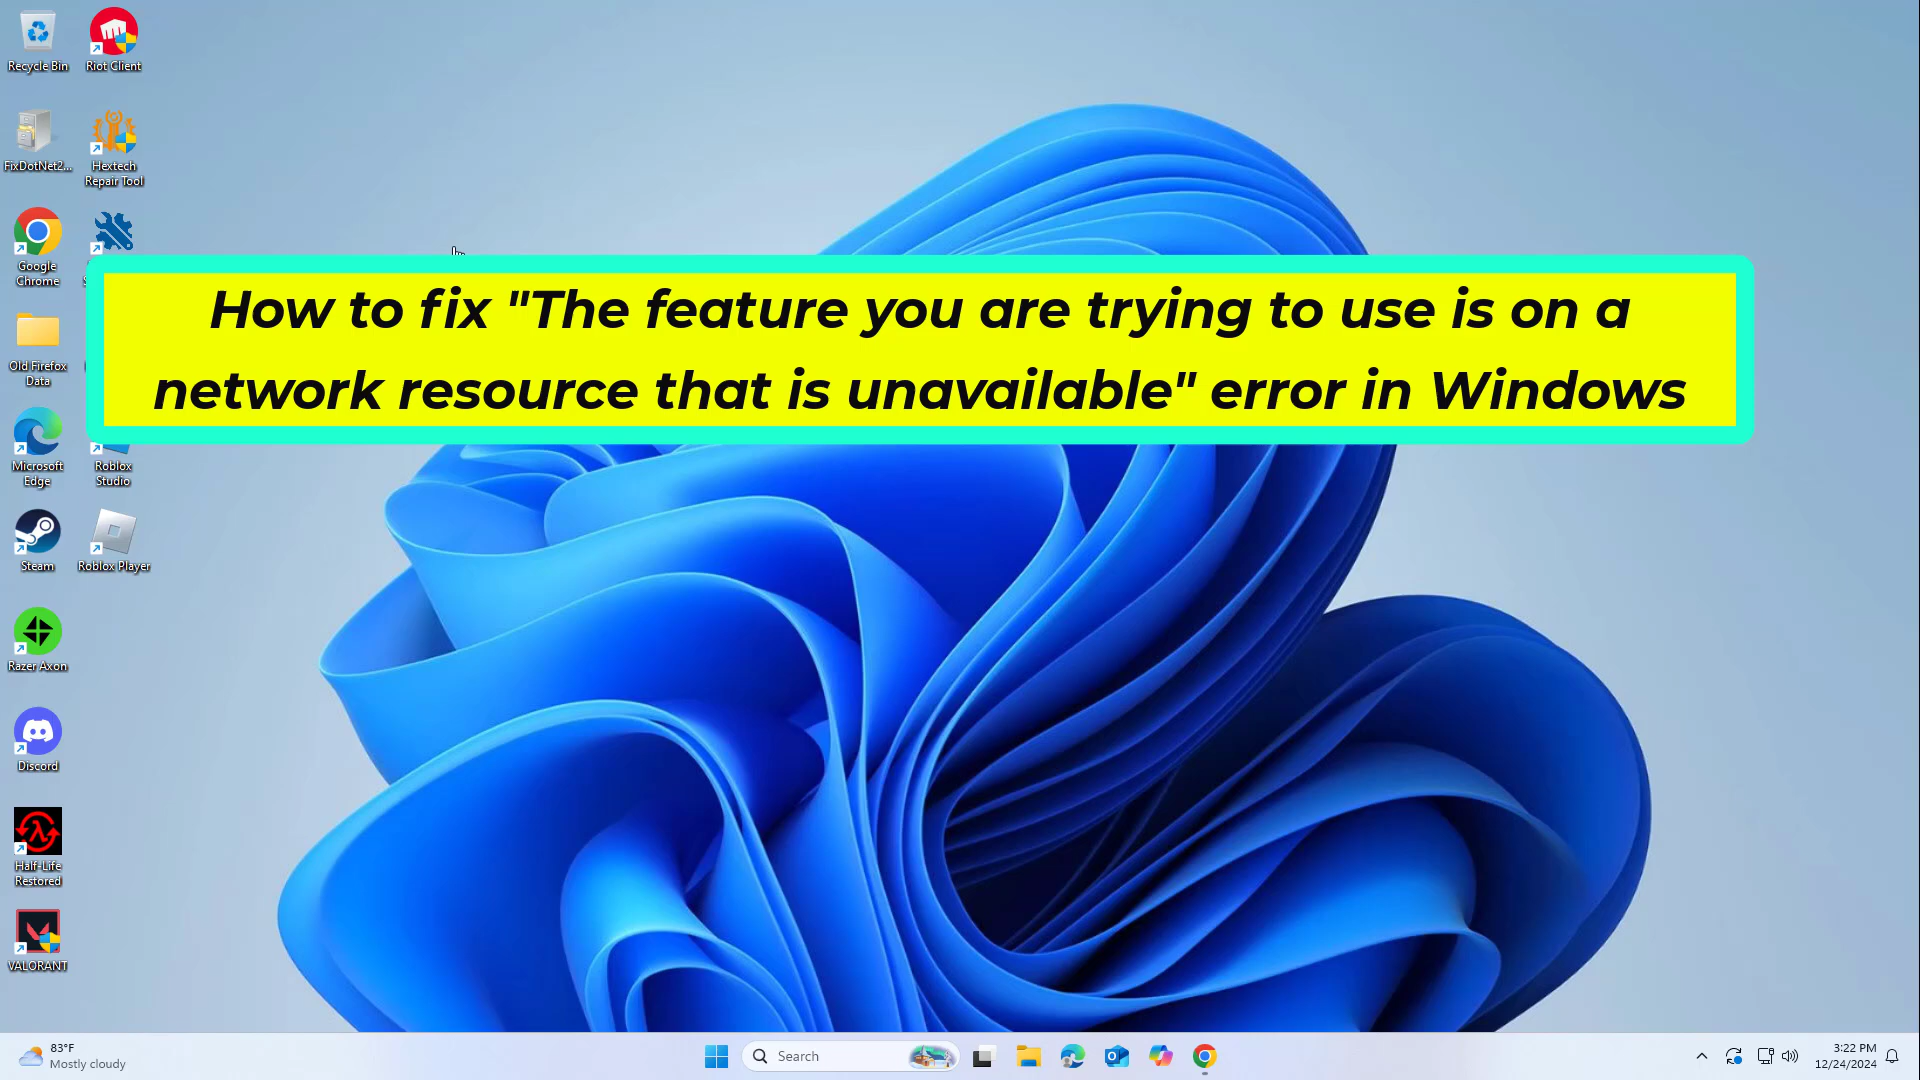 Recycle Bin
Riot Client
FixDotNet2...
Hextech
Repair Tool
Google
Chrome
How to fix "The feature you are trying to use is on a
network resource that is unavailable" error in Windows
Old Firefox
Data
Microsoft
Edge
Roblox
Studio
Steam
Roblox Player
Razer Axon
Discord
Half-Life
Restored
VALORANT
83°F
Mostly cloudy
Search
3:22 PM
12/24/2024